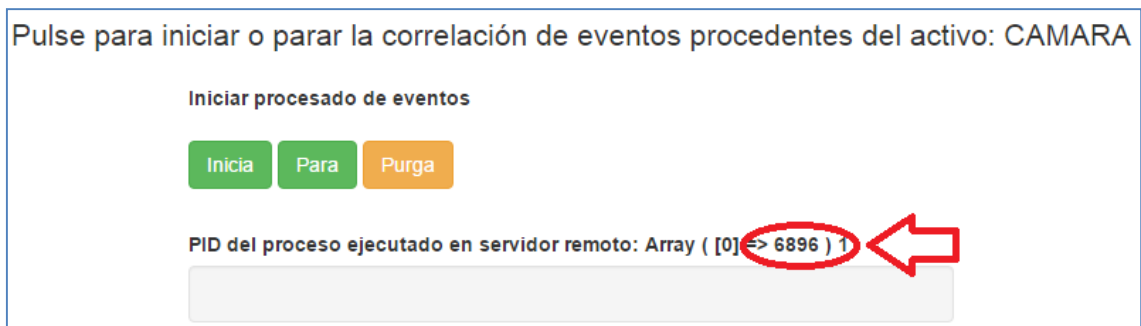 Pulse para iniciar o parar la correlación de eventos procedentes del activo: CAMARA
Iniciar procesado de eventos
Inicia Para Purga
PID del proceso ejecutado en servidor remoto: Array ( [0] => 6896 ) 1